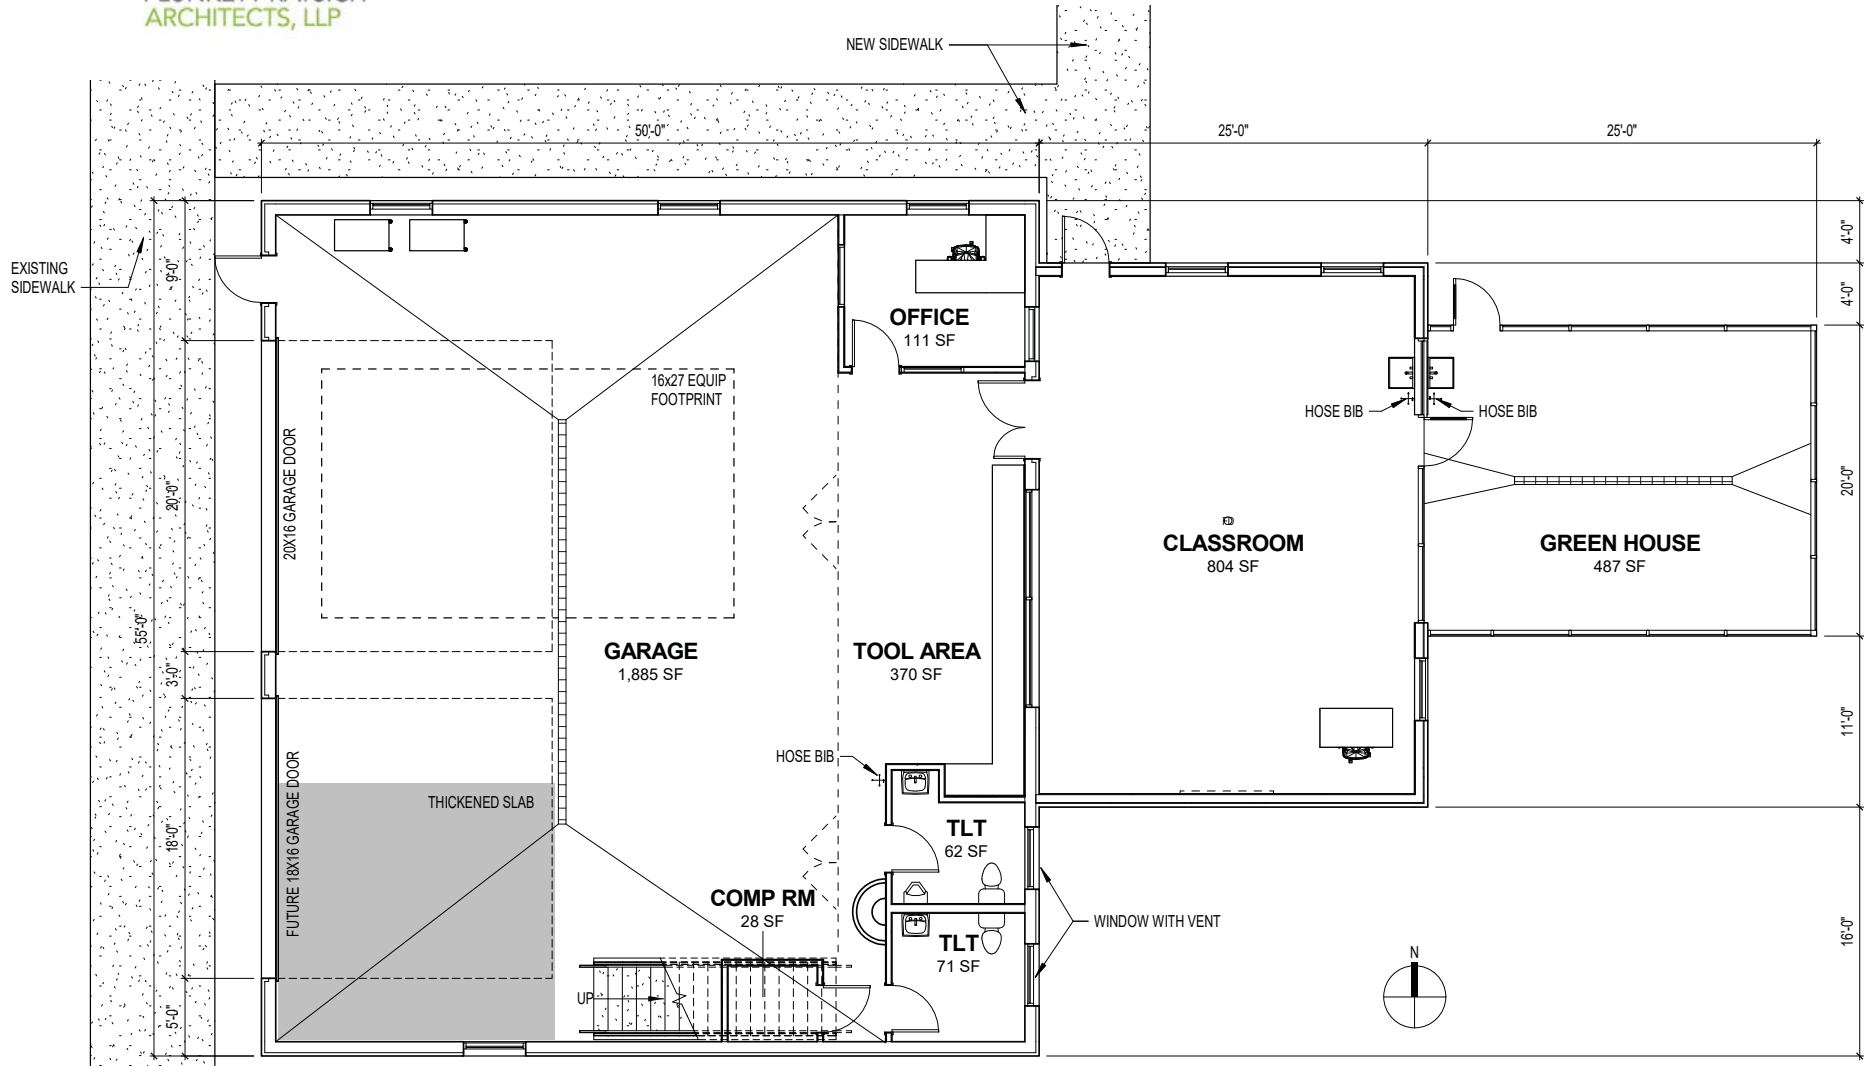 ARCHITECTS, LLP
NEW SIDEWALK
50'-0"
25'-0"
25'-0"
4'-0"
EXISTING
SIDEWALK
9'-0"
4'-0"
OFFICE
111 SF
16x27 EQUIP
FOOTPRINT
HOSE BIB
HOSE BIB
20X16 GARAGE DOOR
20'-0"
20'-0"
FD
CLASSROOM
804 SF
GREEN HOUSE
487 SF
55'-0"
GARAGE
1,885 SF
TOOL AREA
370 SF
3'-0"
11'-0"
HOSE BIB
FUTURE 18X16 GARAGE DOOR
THICKENED SLAB
18'-0"
TLT
62 SF
COMP RM
28 SF
WINDOW WITH VENT
16'-0"
TLT
71 SF
N
UP
5'-0"